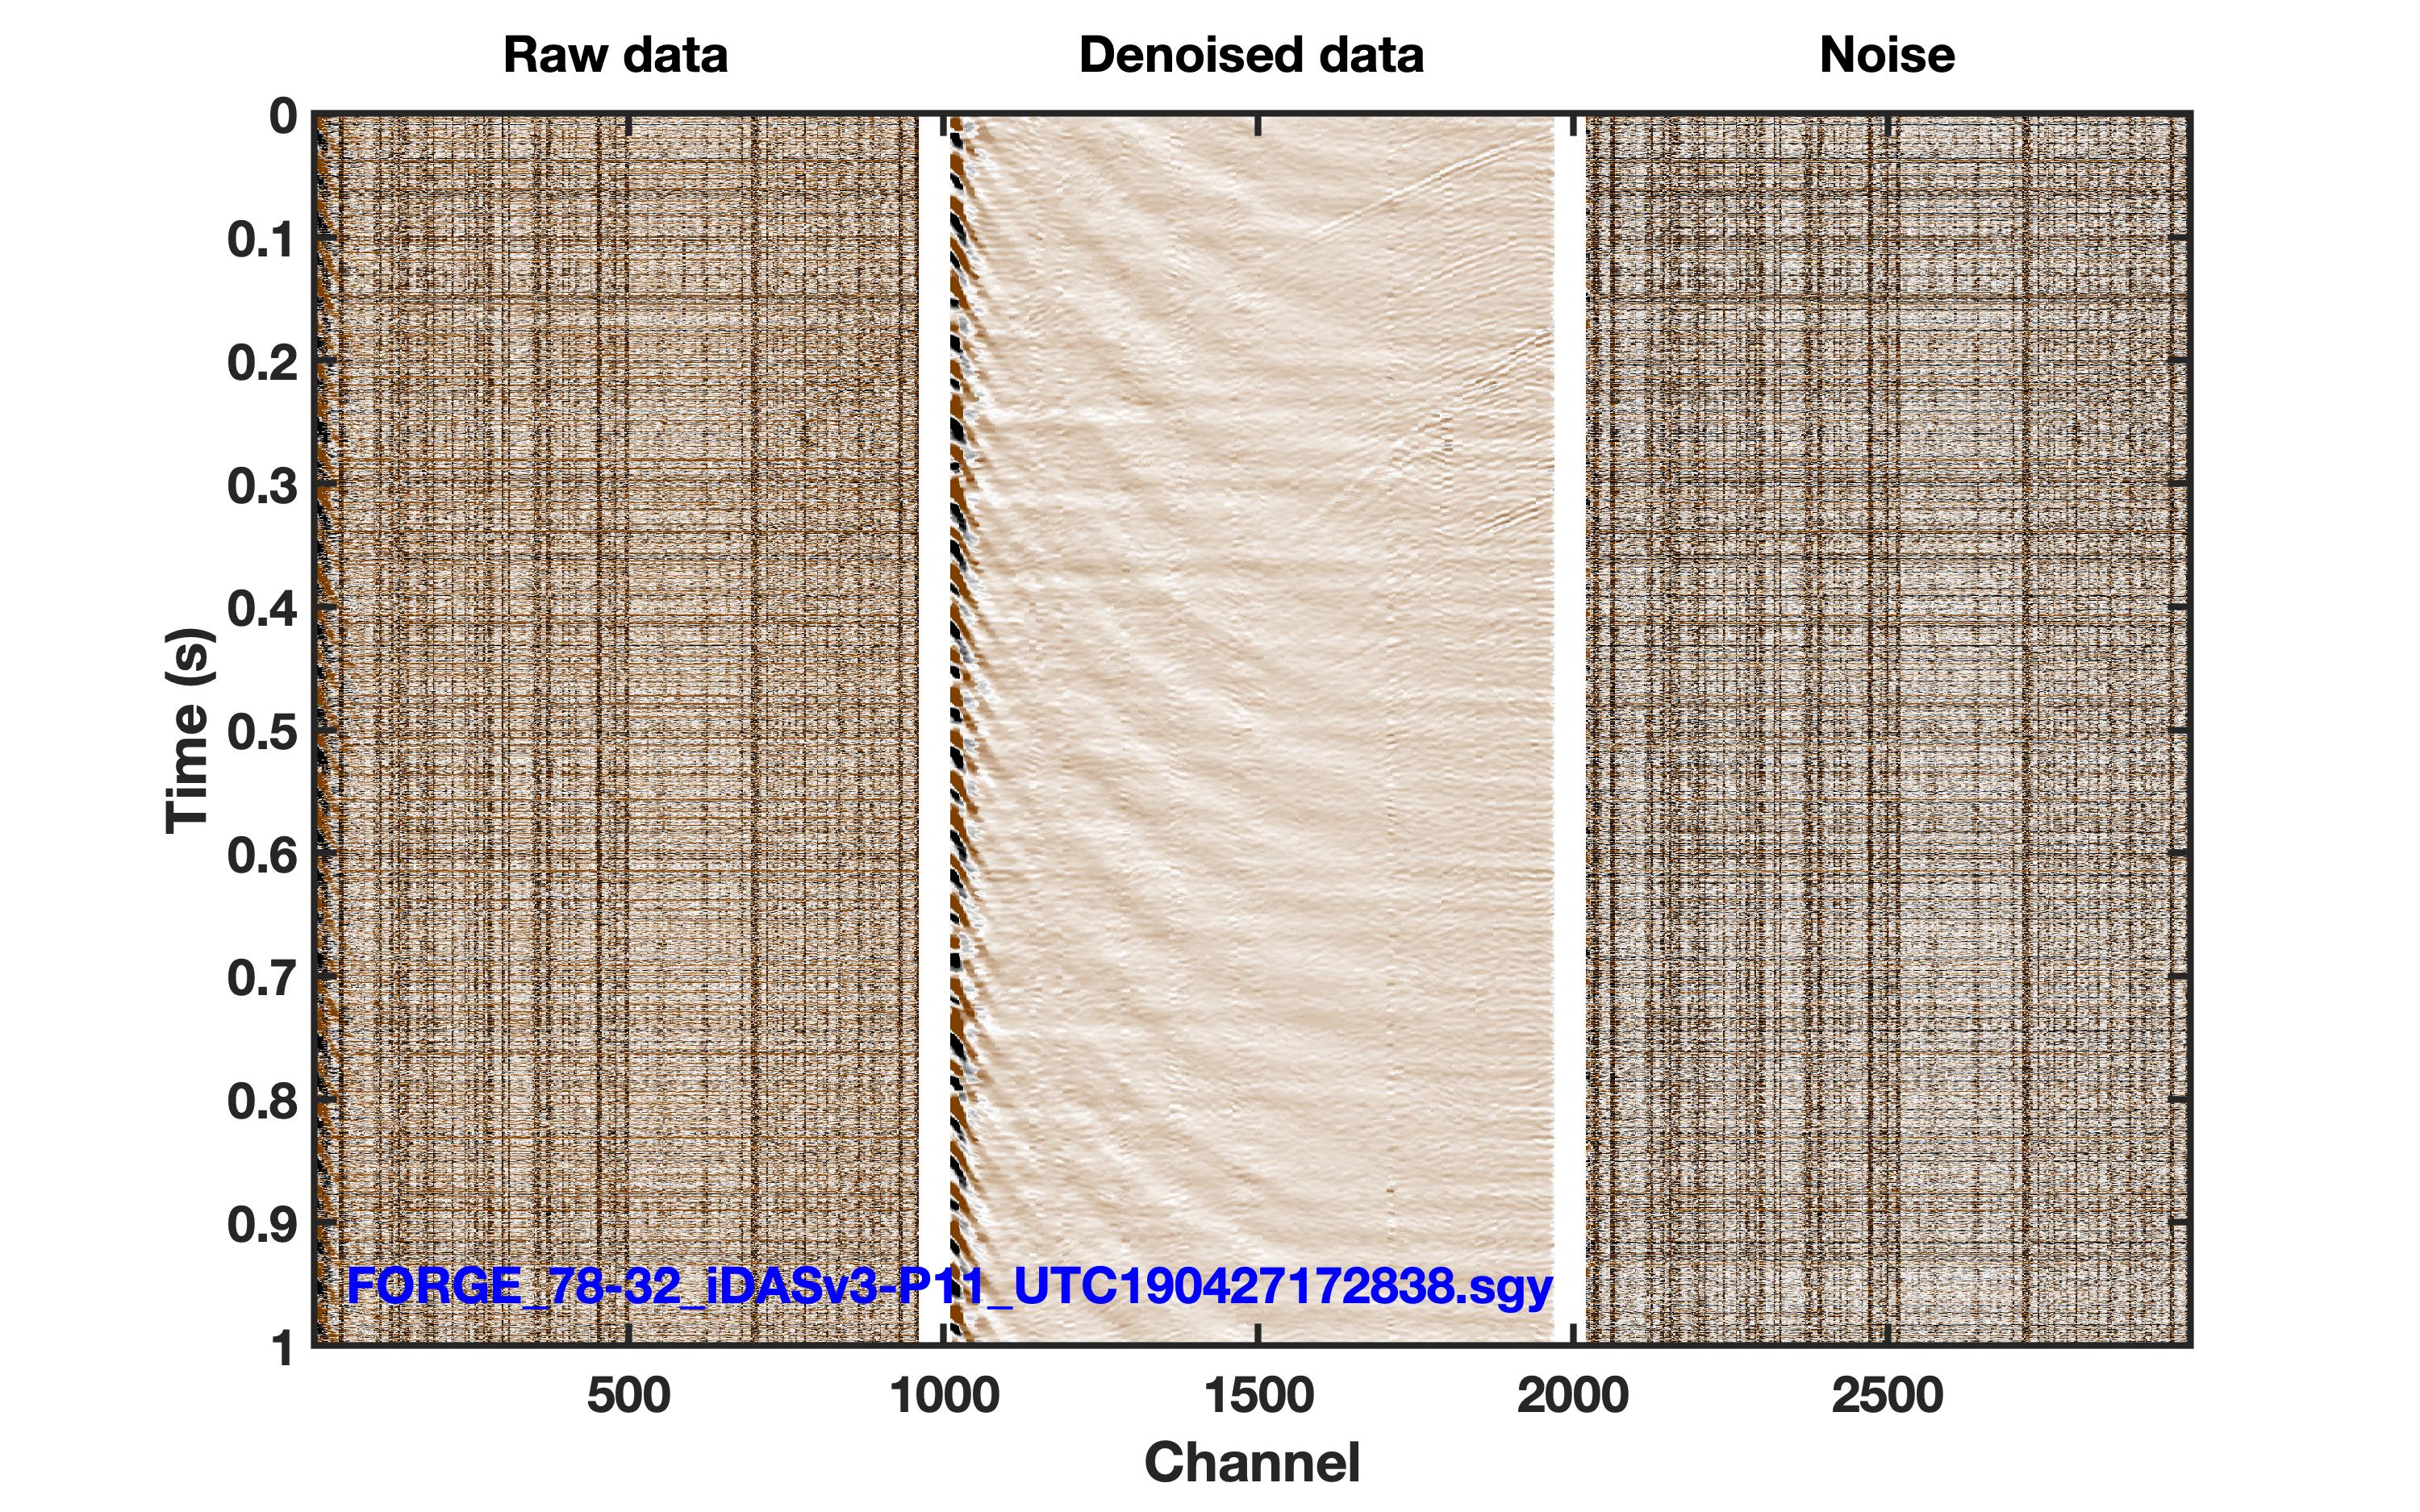 Raw data Denoised data Noise
0
0.1
0.2
0.3
0.4
0.5
0.6
0.7
0.8
0.9
1
Time (s)
FORGE_78-32_iDASv3-P11_UTC190427172838.sgy
500 1000 1500 2000 2500
Channel